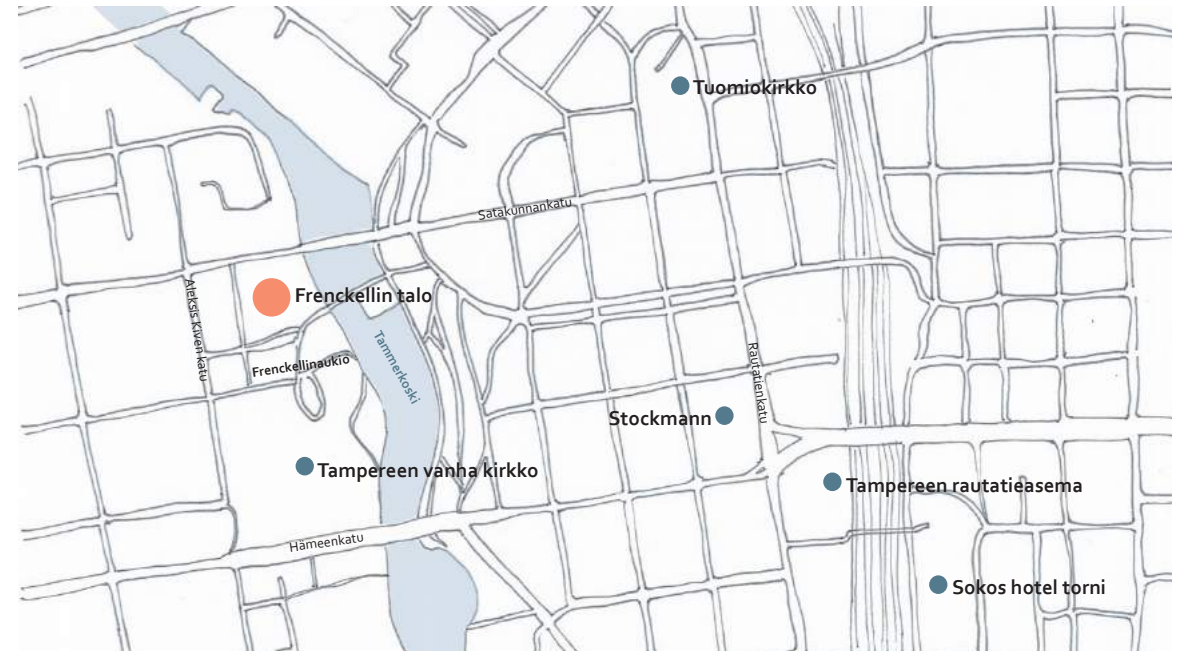 Tuomiokirkko
Satakunnankatu
Frenckellin talo
Aleksis Kiven katu
Tammerkoski
Frenckellinaukio
Rautatienkatu
Stockmann
Tampereen vanha kirkko
Tampereen rautatieasema
Hämeenkatu
Sokos hotel torni